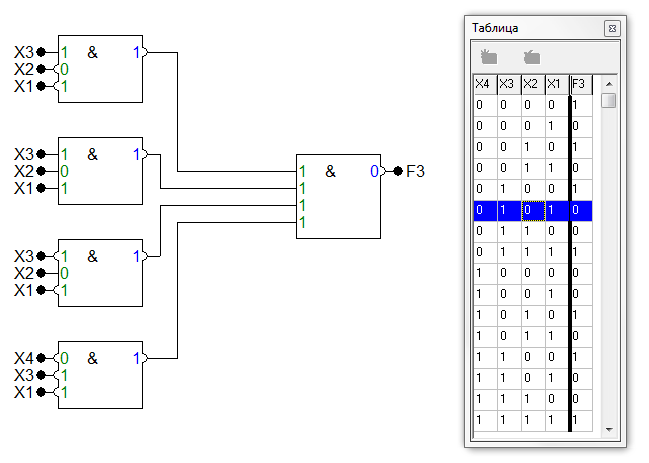 X3 1 & 1
X2 0
X1 1
X3 1 & 1
X2 0
X1 1
X3 1 & 1
X2 0
X1 1
X4 0 & 1
X3 1
X1 1
1 & 0 F3
1
1
1
Таблица
X4 X3 X2 X1 F3
0 0 0 0 1
0 0 0 1 0
0 0 1 0 1
0 0 1 1 0
0 1 0 0 1
0 1 0 1 0
0 1 1 0 0
0 1 1 1 1
1 0 0 0 0
1 0 0 1 0
1 0 1 0 1
1 0 1 1 0
1 1 0 0 0
1 1 0 1 0
1 1 1 0 0
1 1 1 1 1